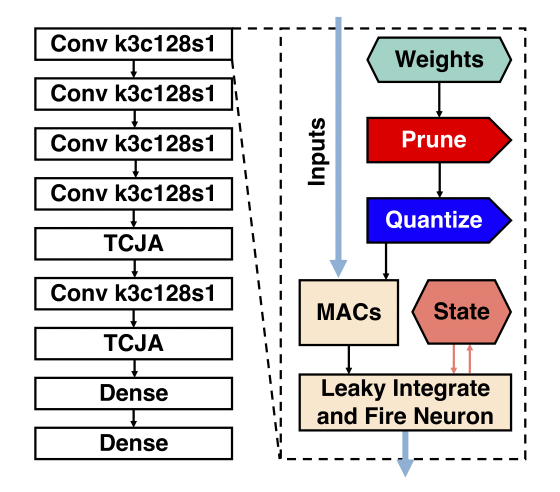 Conv k3c128s1
Conv k3c128s1
Conv k3c128s1
Conv k3c128s1
TCJA
Conv k3c128s1
TCJA
Dense
Dense
Inputs
Weights
Prune
Quantize
MACs
State
Leaky Integrate
and Fire Neuron